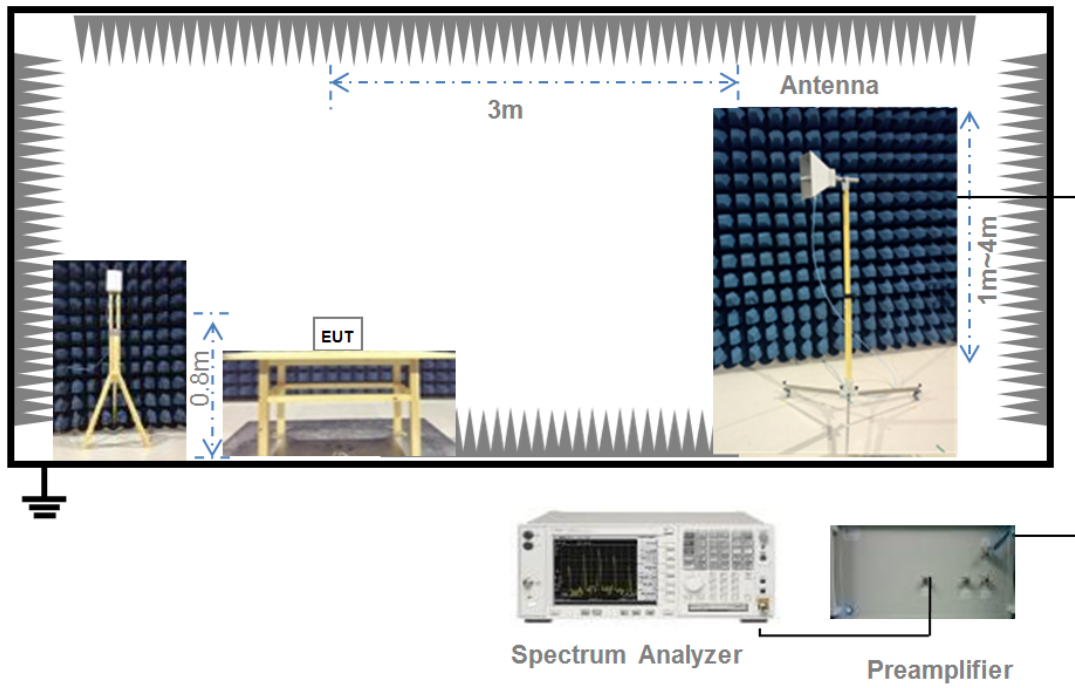 Antenna
3m
1m~4m
EUT
0.8m
Spectrum Analyzer
Preamplifier